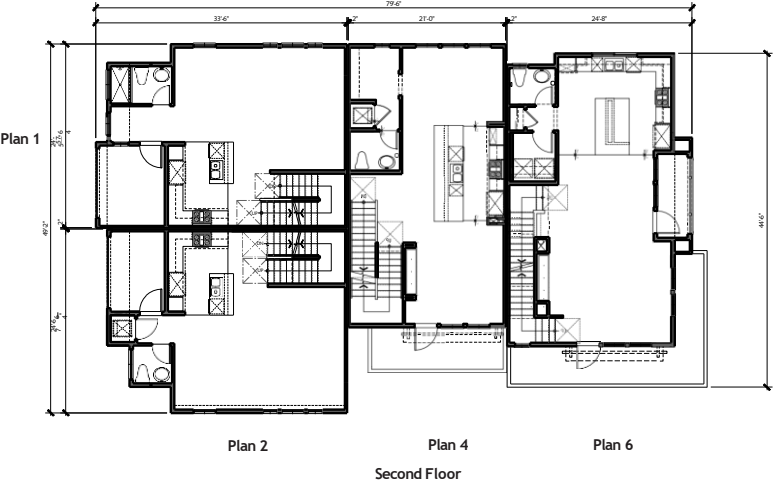 79'-6"
33'-6"
2"
21'-0"
2"
24'-8"
Plan 1
49'-2"
2"
44'-6"
Plan 2
Plan 4
Plan 6
Second Floor